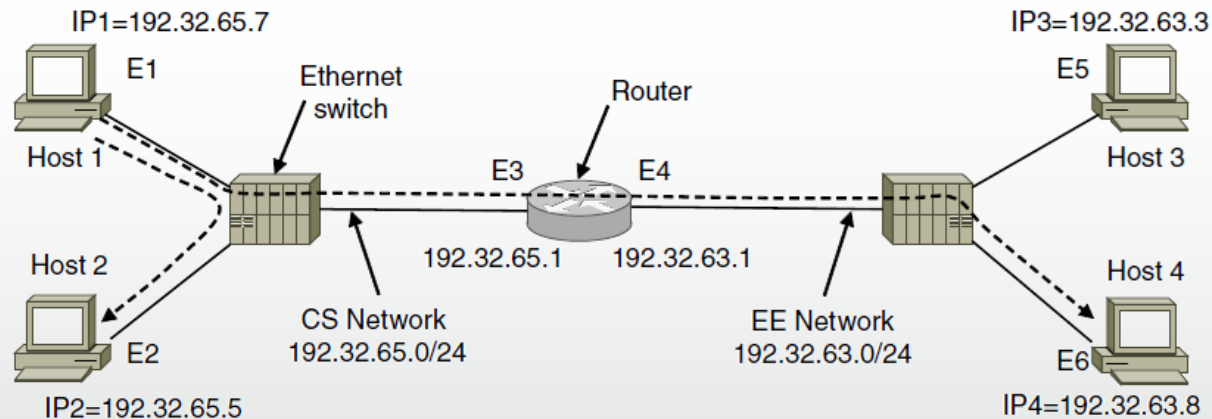 IP1=192.32.65.7
E1
Host 1
Ethernet
switch
Router
IP3=192.32.63.3
E5
Host 3
E3
E4
192.32.65.1
192.32.63.1
Host 2
E2
IP2=192.32.65.5
CS Network
192.32.65.0/24
EE Network
192.32.63.0/24
Host 4
E6
IP4=192.32.63.8